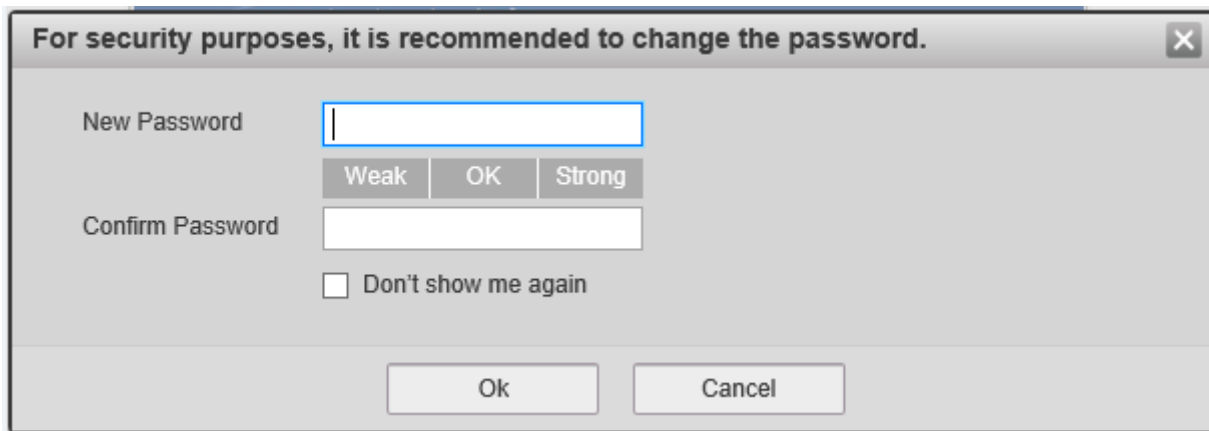 For security purposes, it is recommended to change the password.
New Password
Weak OK Strong
Confirm Password
Don't show me again
Ok Cancel